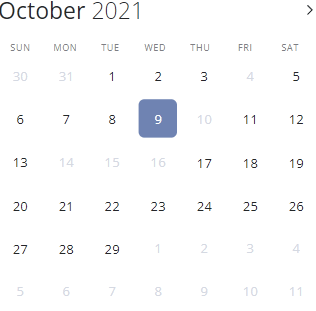 October 2021
SUN MON TUE WED THU FRI SAT
30 31 1 2 3 4 5
6 7 8 9 10 11 12
13 14 15 16 17 18 19
20 21 22 23 24 25 26
27 28 29 1 2 3 4
5 6 7 8 9 10 11